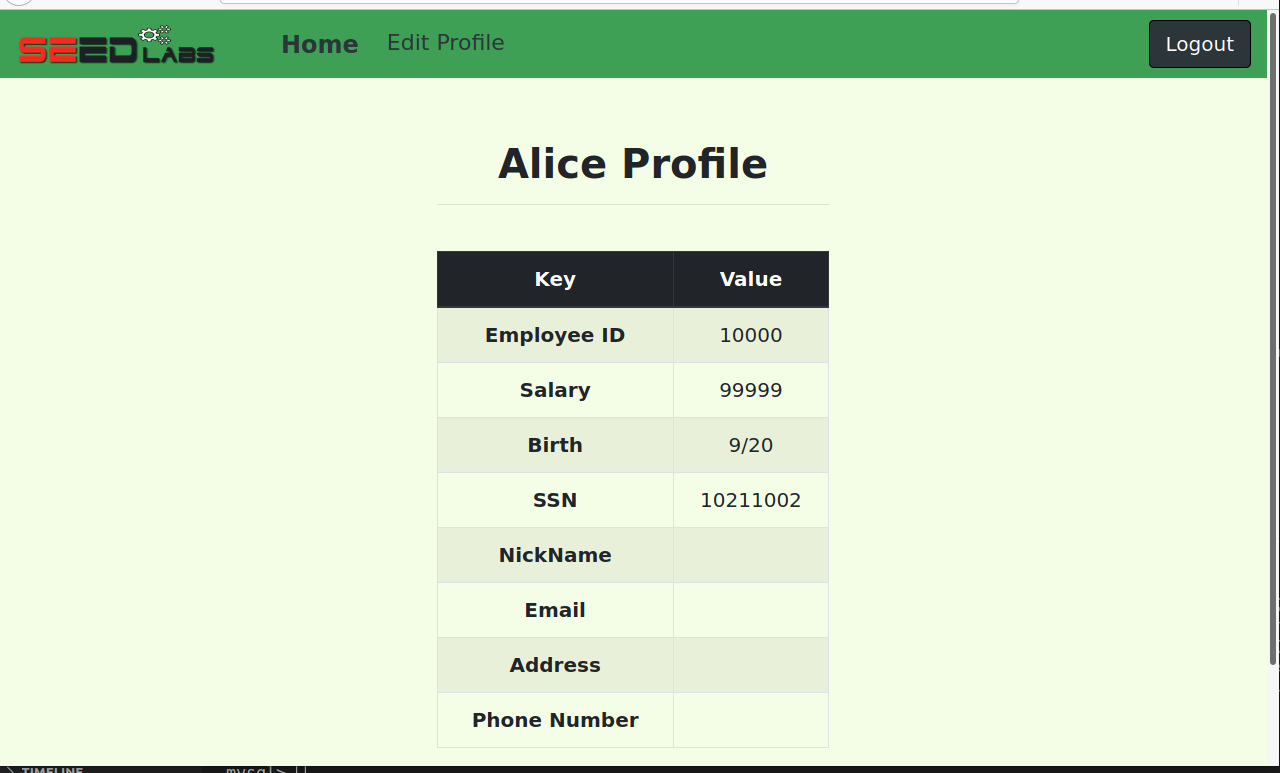 SEED LABS Home Edit Profile Logout
Alice Profile
Key Value
Employee ID 10000
Salary 99999
Birth 9/20
SSN 10211002
NickName
Email
Address
Phone Number
TIMELINE mysql>